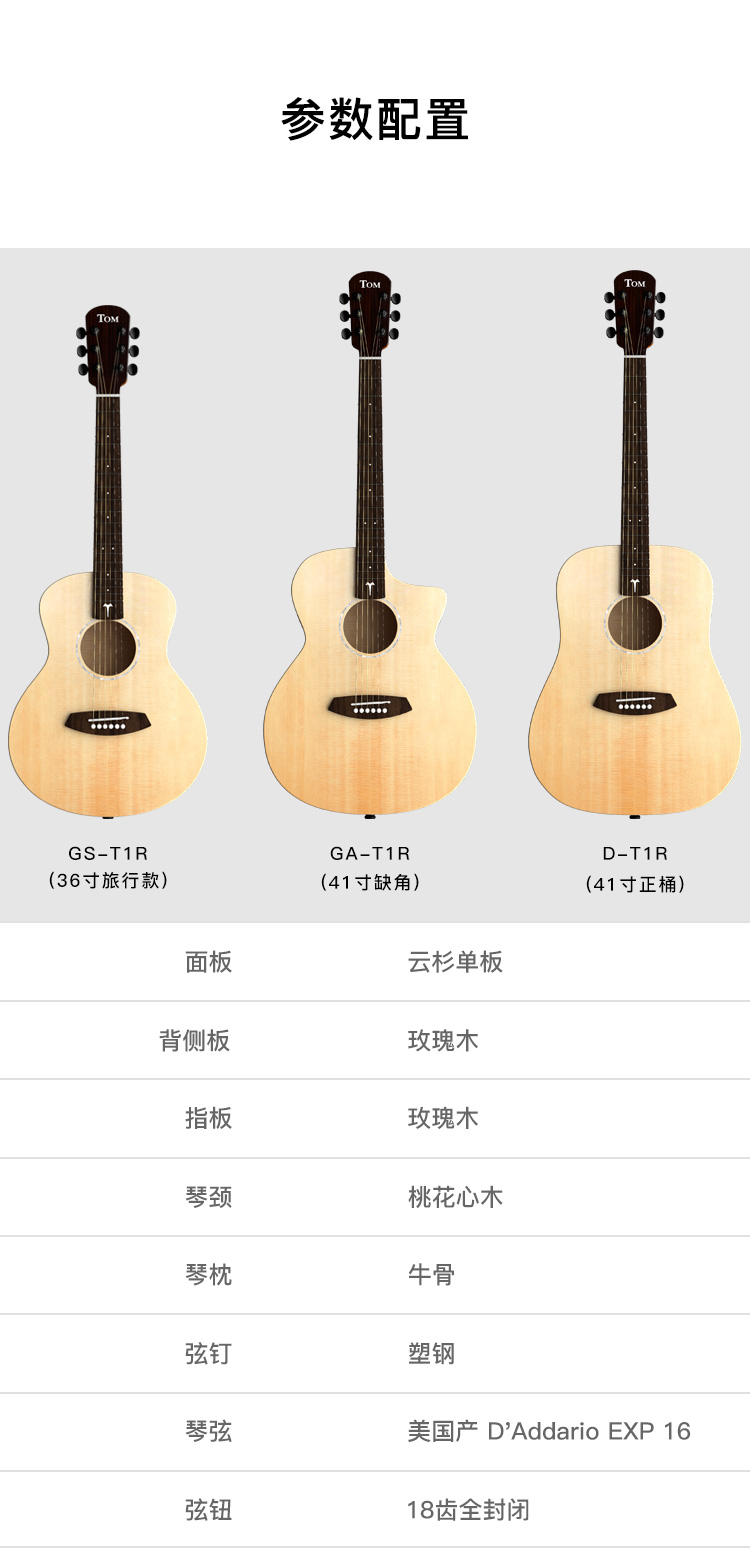 参数配置
TOM
TOM
TOM
GS-T1R
(36寸旅行款)
GA-T1R
(41寸缺角)
D-T1R
(41寸正桶)
面板 云杉单板
背侧板 玫瑰木
指板 玫瑰木
琴颈 桃花心木
琴枕 牛骨
弦钉 塑钢
琴弦 美国产 D’Addario EXP 16
弦钮 18齿全封闭